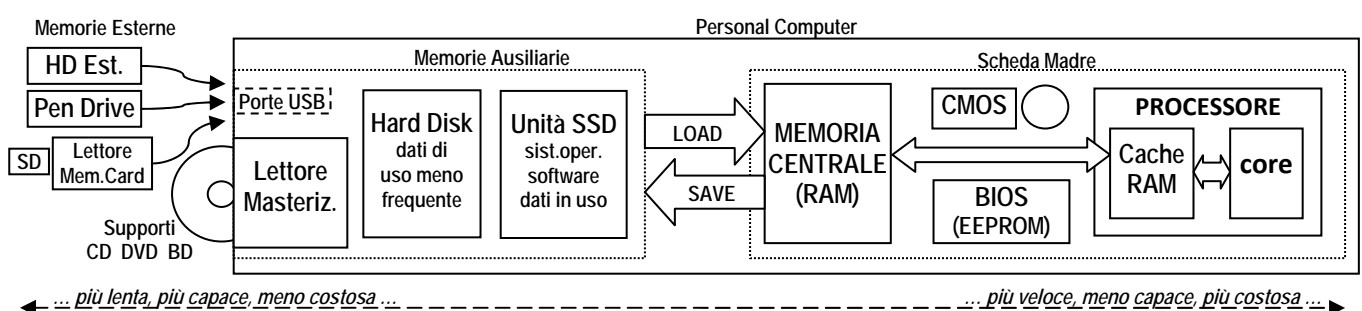 Personal Computer
Memorie Esterne
HD Est.
Pen Drive
SD
Lettore
Mem.Card
Supporti
CD DVD BD
Memorie Ausiliarie
Porte USB
Lettore
Masteriz.
Hard Disk
dati di
uso meno
frequente
Unità SSD
sist.oper.
software
dati in uso
LOAD
SAVE
Scheda Madre
MEMORIA
CENTRALE
(RAM)
CMOS
BIOS
(EEPROM)
PROCESSORE
Cache
RAM
core
... più lenta, più capace, meno costosa ...
... più veloce, meno capace, più costosa ...